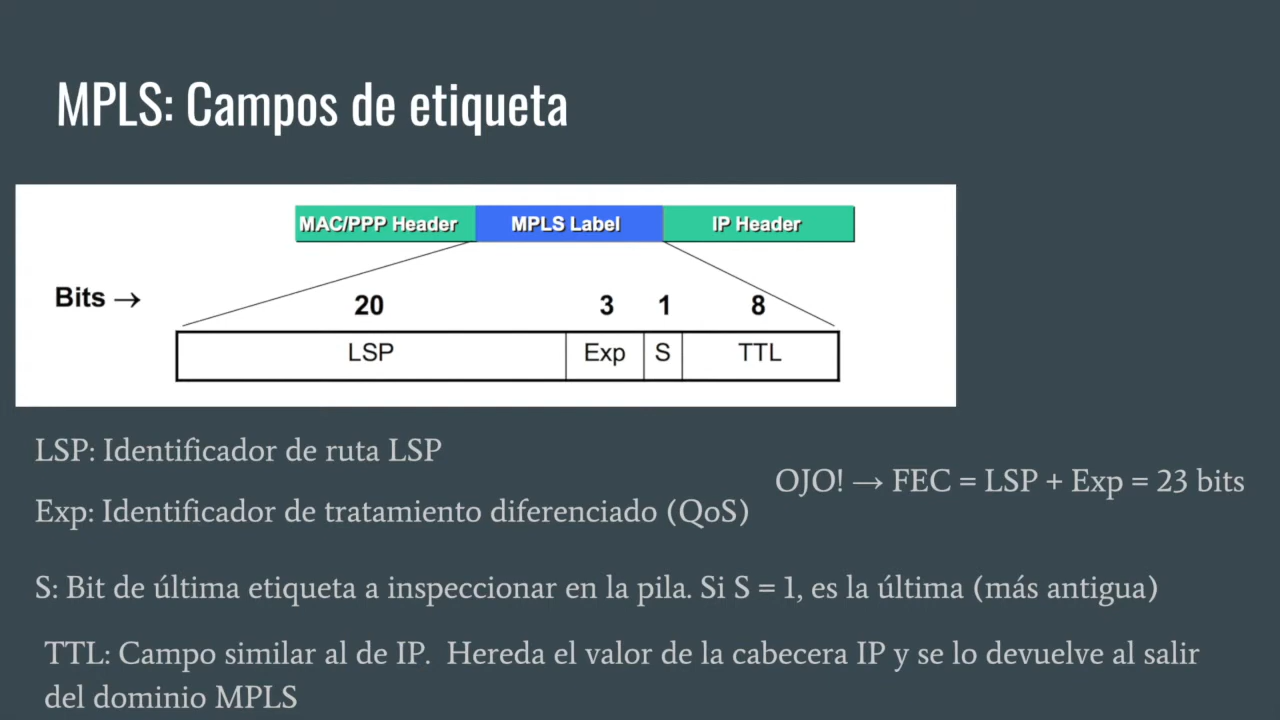 MPLS: Campos de etiqueta
MAC/PPP Header MPLS Label IP Header
Bits → 20 3 1 8
LSP Exp S TTL
LSP: Identificador de ruta LSP
OJO! → FEC = LSP + Exp = 23 bits
Exp: Identificador de tratamiento diferenciado (QoS)
S: Bit de última etiqueta a inspeccionar en la pila. Si S = 1, es la última (más antigua)
TTL: Campo similar al de IP. Hereda el valor de la cabecera IP y se lo devuelve al salir
del dominio MPLS